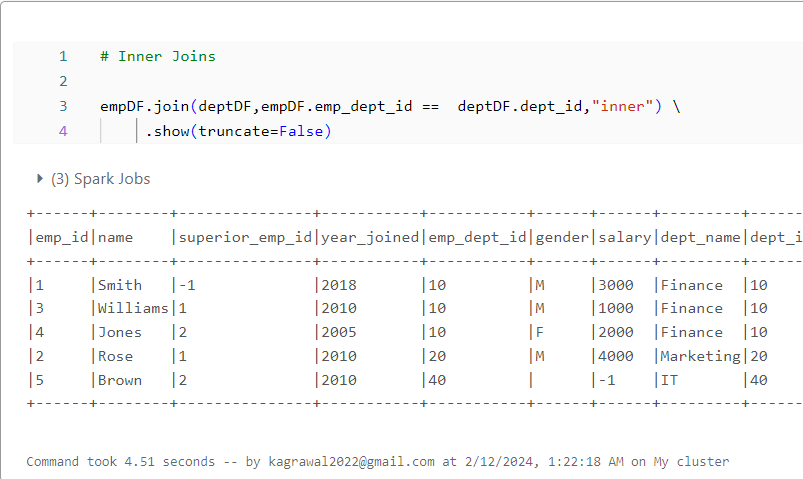 1 # Inner Joins
2
3 empDF.join(deptDF,empDF.emp_dept_id ==  deptDF.dept_id,"inner") \
4     .show(truncate=False)
(3) Spark Jobs
+------+--------+---------------+-----------+-----------+------+------+---------+------
|emp_id|name    |superior_emp_id|year_joined|emp_dept_id|gender|salary|dept_name|dept_i
+------+--------+---------------+-----------+-----------+------+------+---------+------
|1     |Smith   |-1             |2018       |10         |M     |3000  |Finance  |10
|3     |Williams|1              |2010       |10         |M     |1000  |Finance  |10
|4     |Jones   |2              |2005       |10         |F     |2000  |Finance  |10
|2     |Rose    |1              |2010       |20         |M     |4000  |Marketing|20
|5     |Brown   |2              |2010       |40         |      |-1    |IT       |40
+------+--------+---------------+-----------+-----------+------+------+---------+------
Command took 4.51 seconds -- by kagrawal2022@gmail.com at 2/12/2024, 1:22:18 AM on My cluster